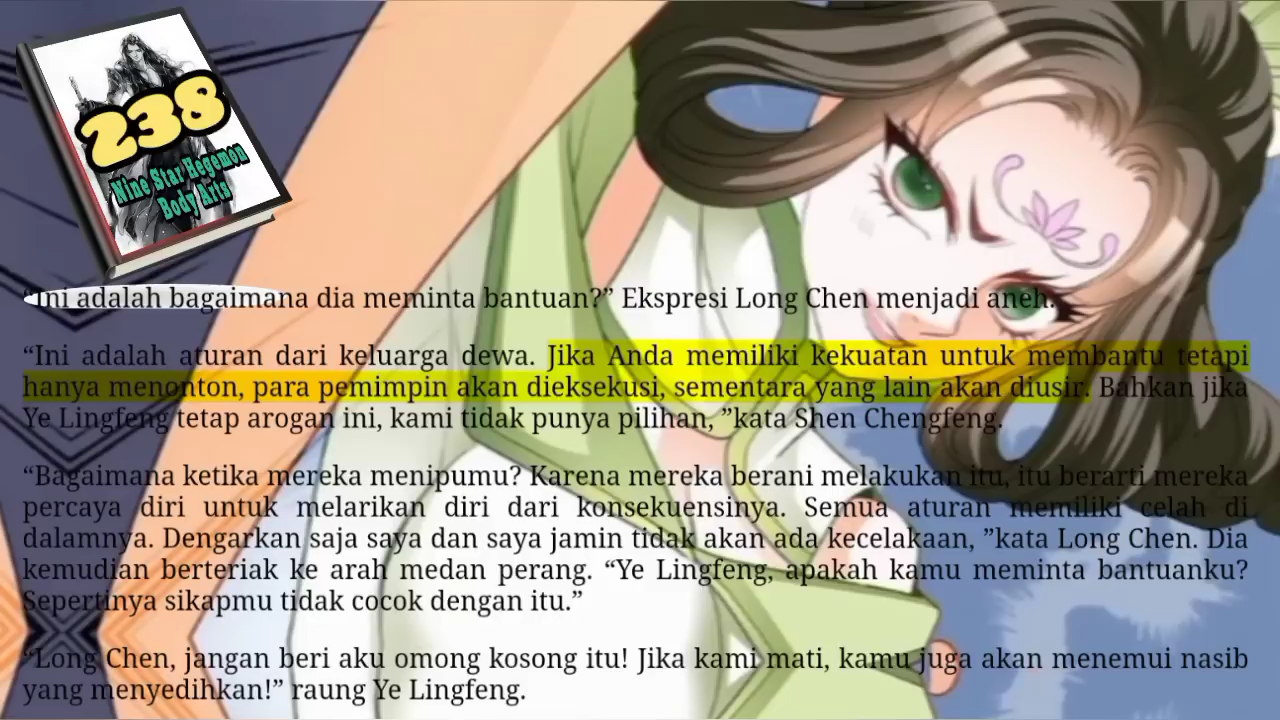 238
Nine Star Hegemon
Body Arts
“Ini adalah bagaimana dia meminta bantuan?” Ekspresi Long Chen menjadi aneh.
“Ini adalah aturan dari keluarga dewa. Jika Anda memiliki kekuatan untuk membantu tetapi
hanya menonton, para pemimpin akan dieksekusi, sementara yang lain akan diusir. Bahkan jika
Ye Lingfeng tetap arogan ini, kami tidak punya pilihan, ”kata Shen Chengfeng.
“Bagaimana ketika mereka menipumu? Karena mereka berani melakukan itu, itu berarti mereka
percaya diri untuk melarikan diri dari konsekuensinya. Semua aturan memiliki celah di
dalamnya. Dengarkan saja saya dan saya jamin tidak akan ada kecelakaan, ”kata Long Chen. Dia
kemudian berteriak ke arah medan perang. “Ye Lingfeng, apakah kamu meminta bantuanku?
Sepertinya sikapmu tidak cocok dengan itu.”
“Long Chen, jangan beri aku omong kosong itu! Jika kami mati, kamu juga akan menemui nasib
yang menyedihkan!” raung Ye Lingfeng.